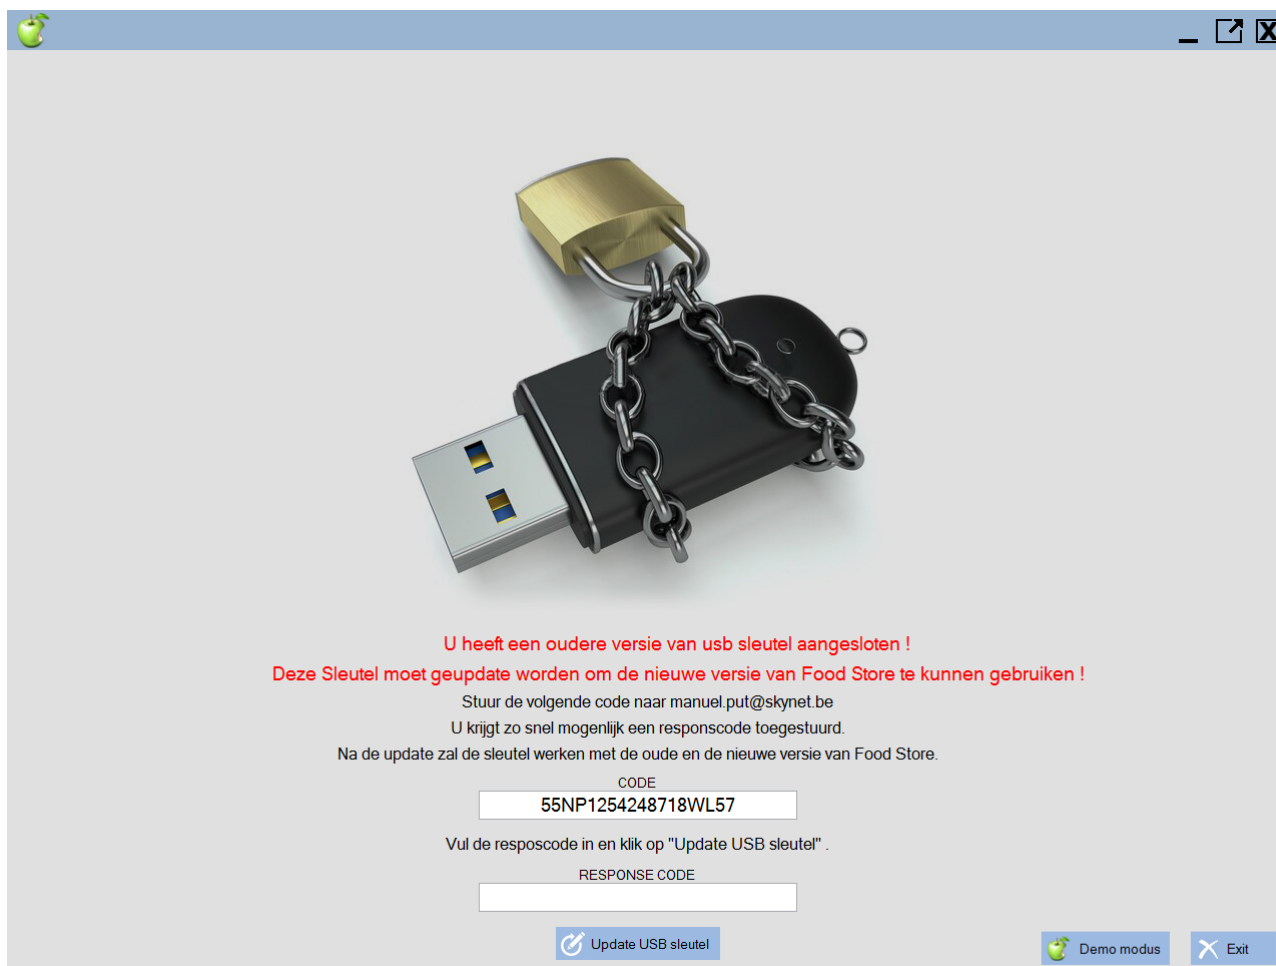 U heeft een oudere versie van usb sleutel aangesloten !
Deze Sleutel moet geupdate worden om de nieuwe versie van Food Store te kunnen gebruiken !
Stuur de volgende code naar manuel.put@skynet.be
U krijgt zo snel mogenlijk een responscode toegestuurd.
Na de update zal de sleutel werken met de oude en de nieuwe versie van Food Store.
CODE
55NP1254248718WL57
Vul de resposcode in en klik op "Update USB sleutel" .
RESPONSE CODE
Update USB sleutel
Demo modus
Exit